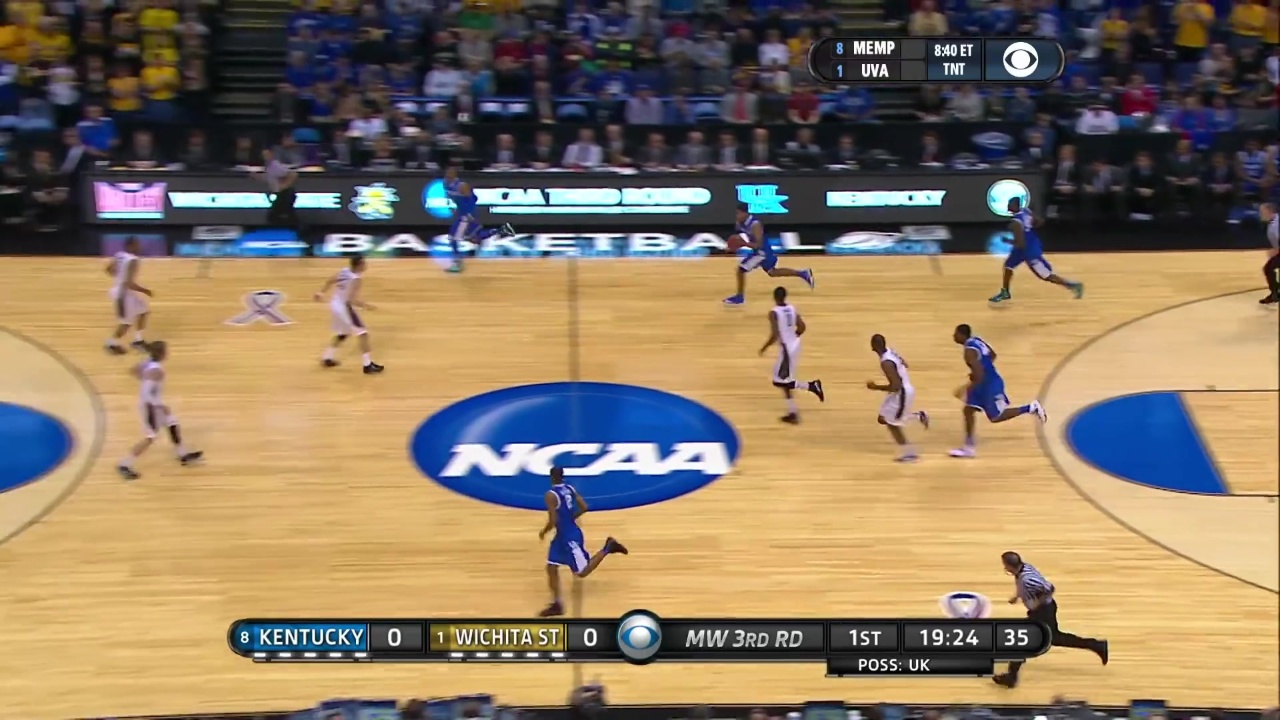 8 MEMP 8:40 ET
1 UVA TNT
NCAA THIRD ROUND
UK
KENTUCKY
BASKETBALL
NCAA
8 KENTUCKY 0 1 WICHITA ST 0 MW 3RD RD 1ST 19:24 35
POSS: UK